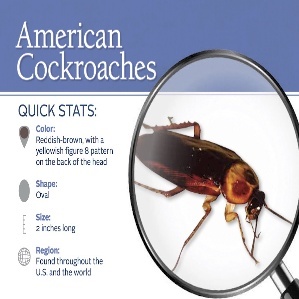 American
Cockroaches
QUICK STATS:
Color:
Reddish-brown, with a
yellowish figure 8 pattern
on the back of the head
Shape:
Oval
Size:
2 inches long
Region:
Found throughout the
U.S. and the world